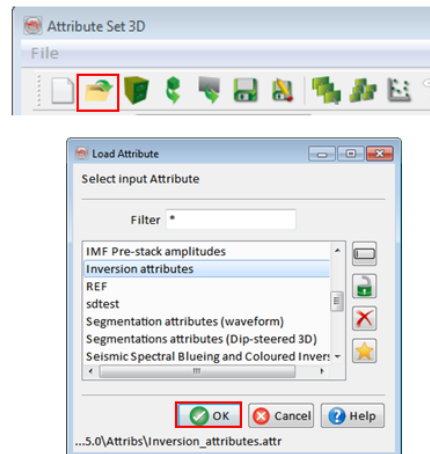 Attribute Set 3D
File
Load Attribute
Select input Attribute
Filter *
IMF Pre-stack amplitudes
Inversion attributes
REF
sdtest
Segmentation attributes (waveform)
Segmentations attributes (Dip-steered 3D)
Seismic Spectral Blueing and Coloured Invers
OK Cancel Help
...5.0\Attribs\Inversion_attributes.attr